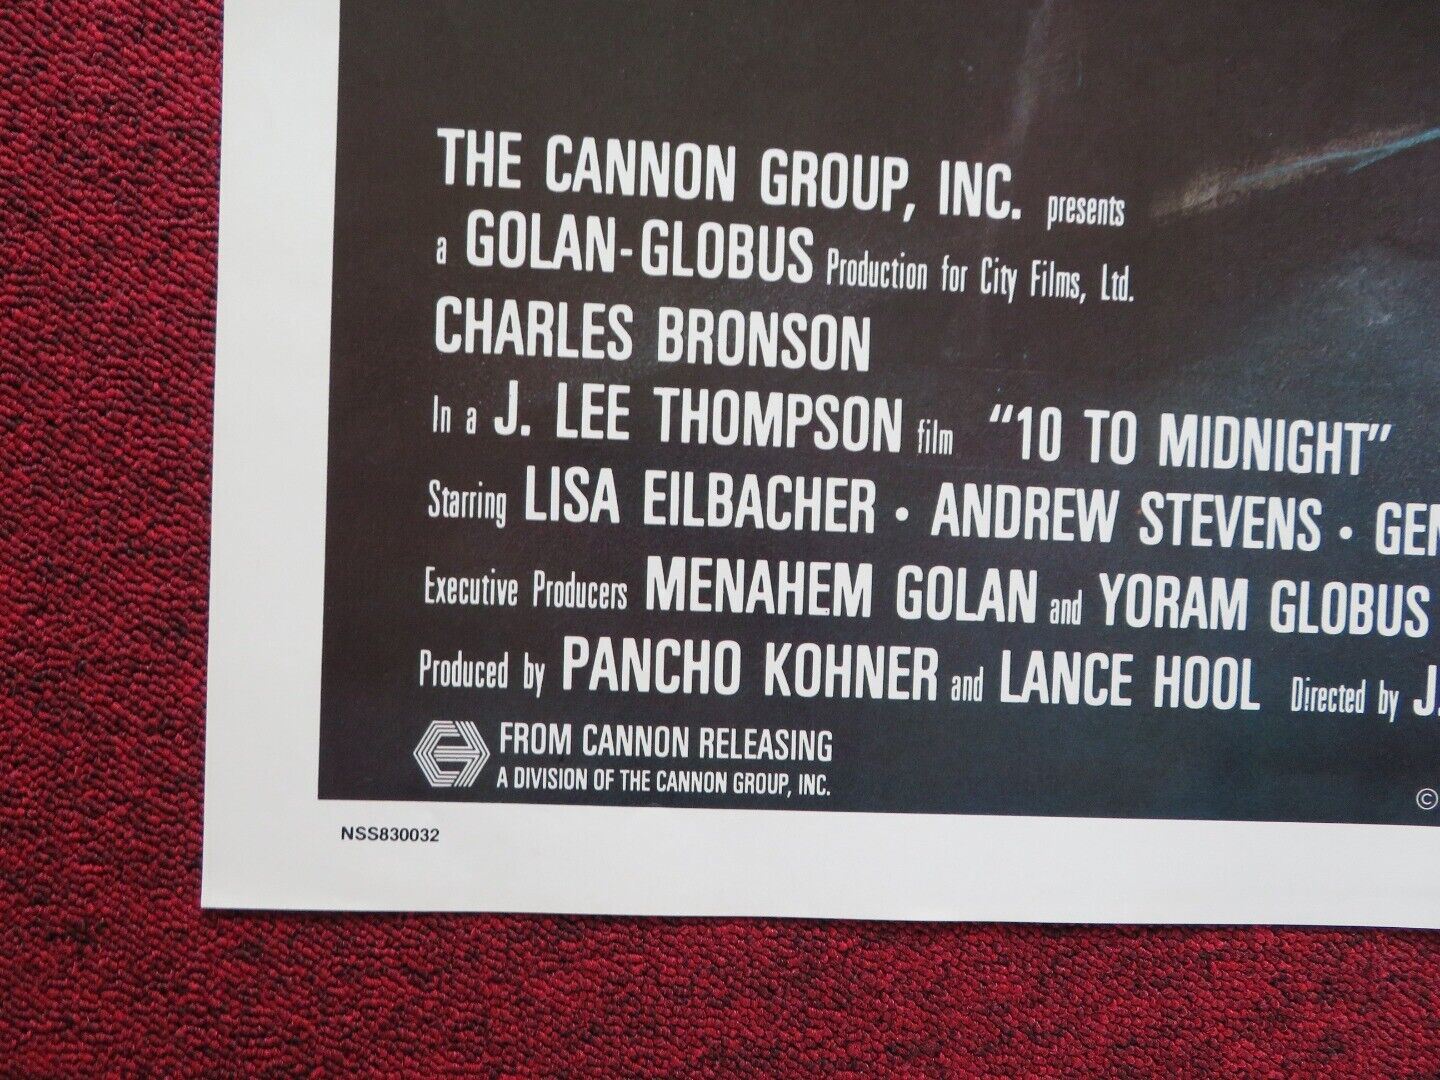 THE CANNON GROUP, INC. presents
a GOLAN-GLOBUS Production for City Films, Ltd.
CHARLES BRONSON
In a J. LEE THOMPSON film "10 TO MIDNIGHT"
Starring LISA EILBACHER • ANDREW STEVENS •
Executive Producers MENAHEM GOLAN and YORAM GLOBUS
Produced by PANCHO KOHNER and LANCE HOOL Directed by J.
FROM CANNON RELEASING
A DIVISION OF THE CANNON GROUP, INC.
©
NSS830032